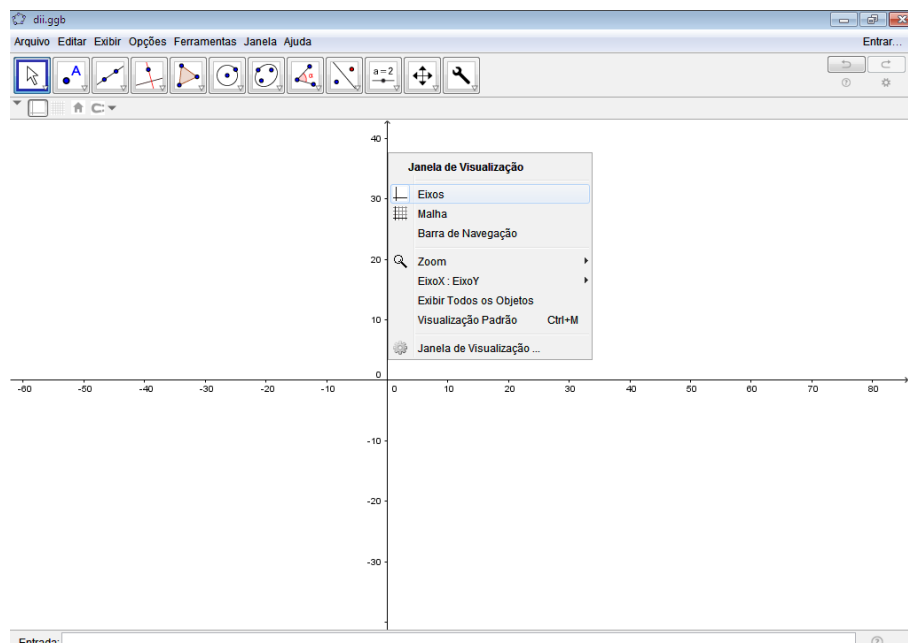 dii.ggb
Arquivo Editar Exibir Opções Ferramentas Janela Ajuda
Entrar...
A
α
a=2
40
30
20
10
0
-10
-20
-30
-60 -50 -40 -30 -20 -10 0 10 20 30 40 50 60 70 80
Janela de Visualização
Eixos
Malha
Barra de Navegação
Zoom
EixoX : EixoY
Exibir Todos os Objetos
Visualização Padrão Ctrl+M
Janela de Visualização ...
Entrada: